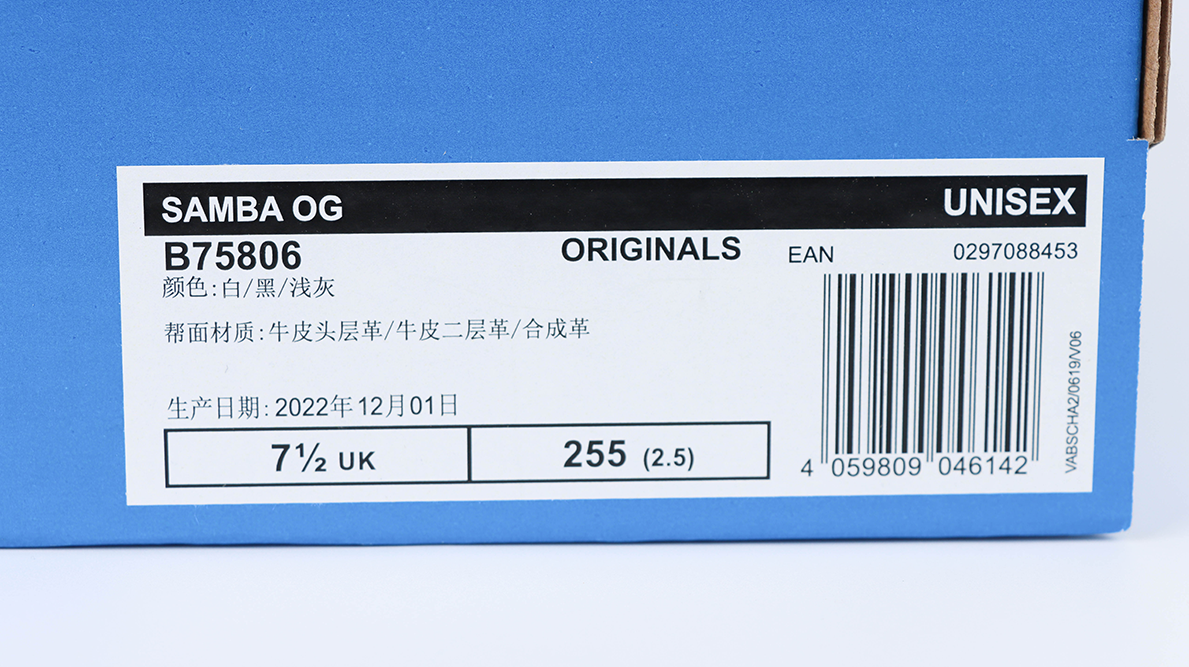 SAMBA OG UNISEX
B75806 ORIGINALS EAN 0297088453
颜色:白/黑/浅灰
帮面材质:牛皮头层革/牛皮二层革/合成革
生产日期:2022年12月01日
7½ UK 255 (2.5)
4 059809 046142
VABSCHA2/0619/V06